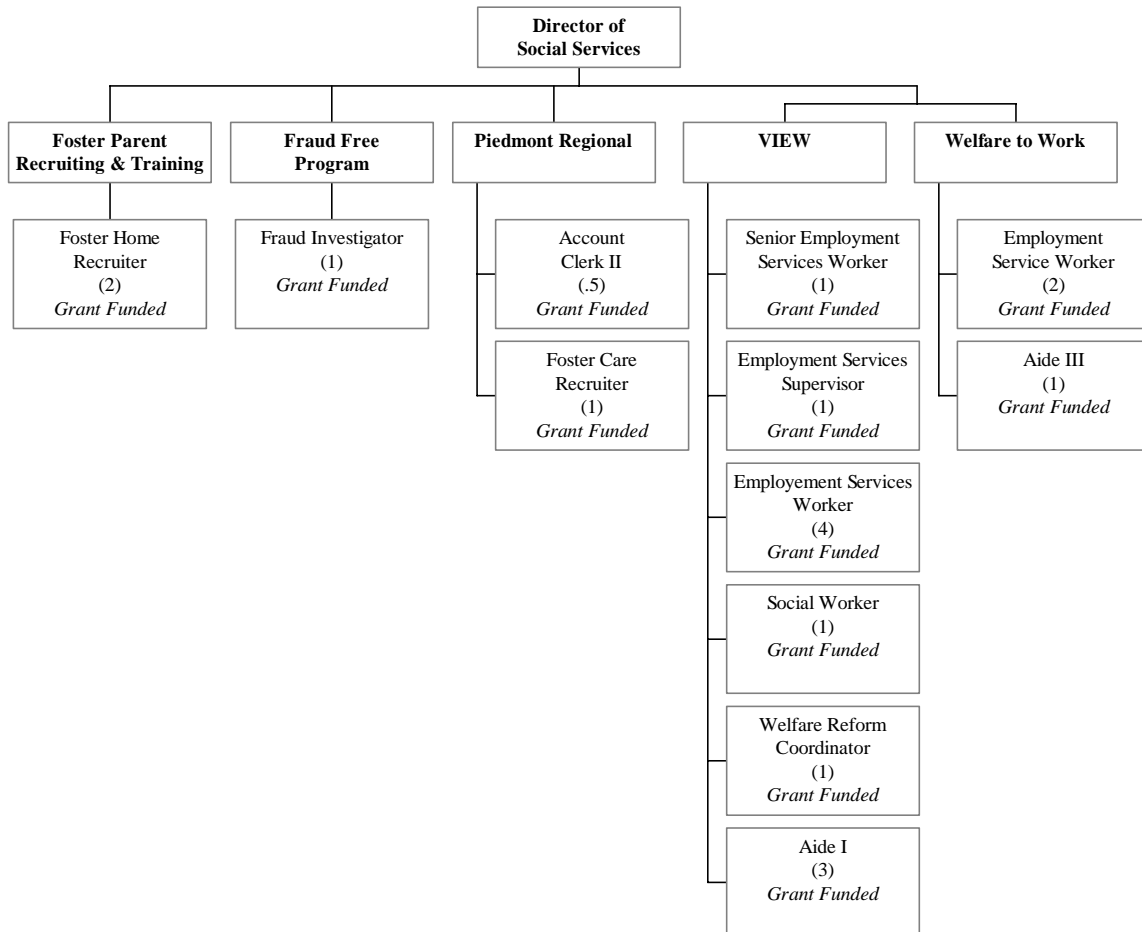 Director of
Social Services
Foster Parent
Recruiting & Training
Fraud Free
Program
Piedmont Regional
VIEW
Welfare to Work
Foster Home
Recruiter
(2)
Grant Funded
Fraud Investigator
(1)
Grant Funded
Account
Clerk II
(.5)
Grant Funded
Foster Care
Recruiter
(1)
Grant Funded
Senior Employment
Services Worker
(1)
Grant Funded
Employment Services
Supervisor
(1)
Grant Funded
Employement Services
Worker
(4)
Grant Funded
Social Worker
(1)
Grant Funded
Welfare Reform
Coordinator
(1)
Grant Funded
Aide I
(3)
Grant Funded
Employment
Service Worker
(2)
Grant Funded
Aide III
(1)
Grant Funded